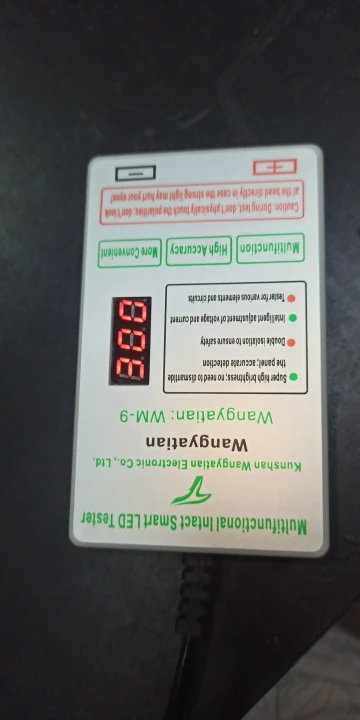 Multifunctional Intact Smart LED Tester
Kunshan Wangyatian Electronic Co., Ltd.
Wangyatian
Wangyatian: WM-9
Super high brightness; no need to dismantle
the panel; accurate detection
Double isolation to ensure safety
Intelligent adjustment of voltage and current
Tester for various elements and circuits
300
Multifunction
High Accuracy
More Convenient
Caution: During test, don't physically touch the polarities; don't look
at the bead directly in case the strong light may hurt your eyes!
+
−